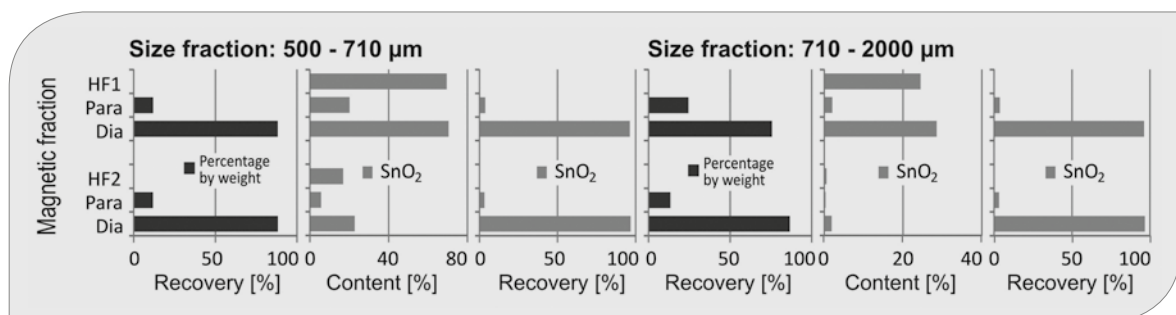 Size fraction: 500 - 710 µm
Size fraction: 710 - 2000 µm
Magnetic fraction
HF1
Para
Dia
HF2
Para
Dia
Percentage
by weight
SnO₂
SnO₂
Percentage
by weight
SnO₂
SnO₂
0 50 100
0 40 80
0 50 100
0 50 100
0 20 40
0 50 100
Recovery [%]
Content [%]
Recovery [%]
Recovery [%]
Content [%]
Recovery [%]